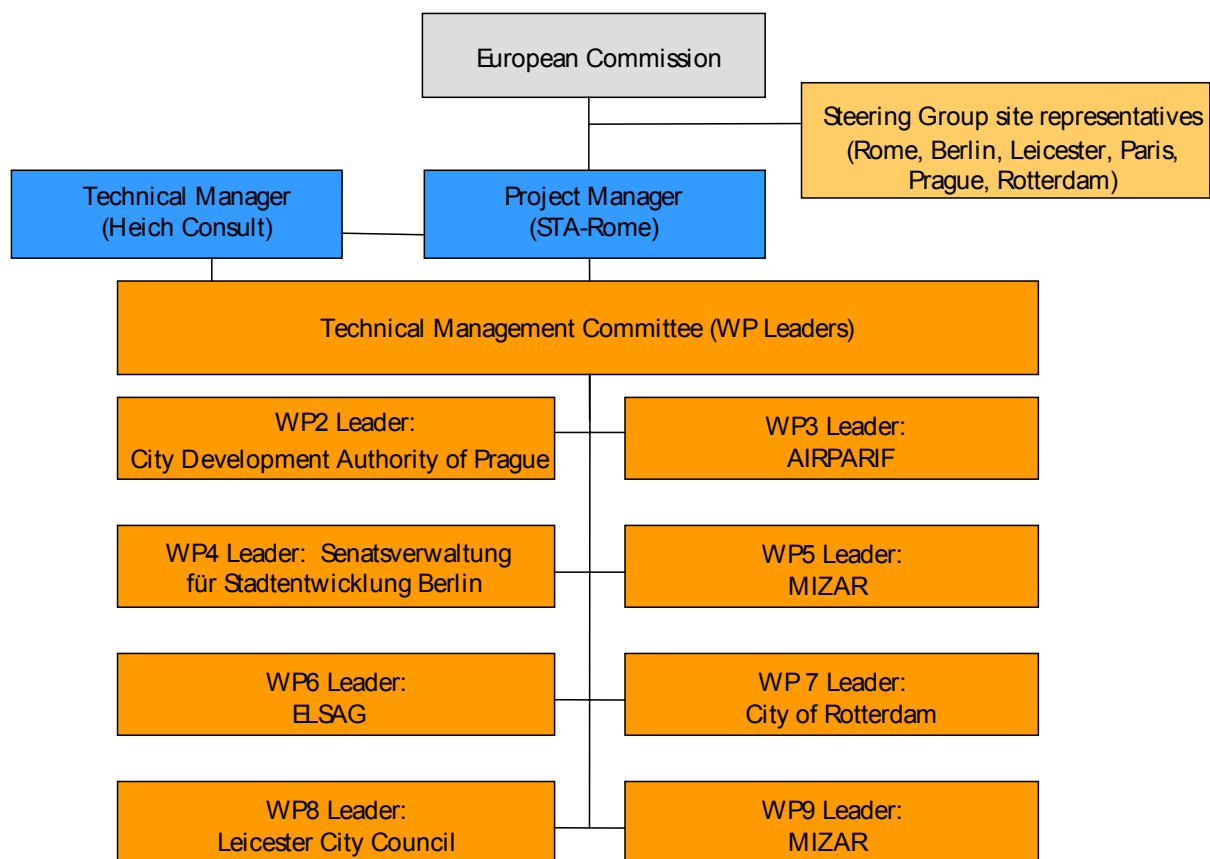 European Commission
Steering Group site representatives
(Rome, Berlin, Leicester, Paris,
Prague, Rotterdam)
Technical Manager
(Heich Consult)
Project Manager
(STA-Rome)
Technical Management Committee (WP Leaders)
WP2 Leader:
City Development Authority of Prague
WP3 Leader:
AIRPARIF
WP4 Leader: Senatsverwaltung
für Stadtentwicklung Berlin
WP5 Leader:
MIZAR
WP6 Leader:
ELSAG
WP 7 Leader:
City of Rotterdam
WP8 Leader:
Leicester City Council
WP9 Leader:
MIZAR